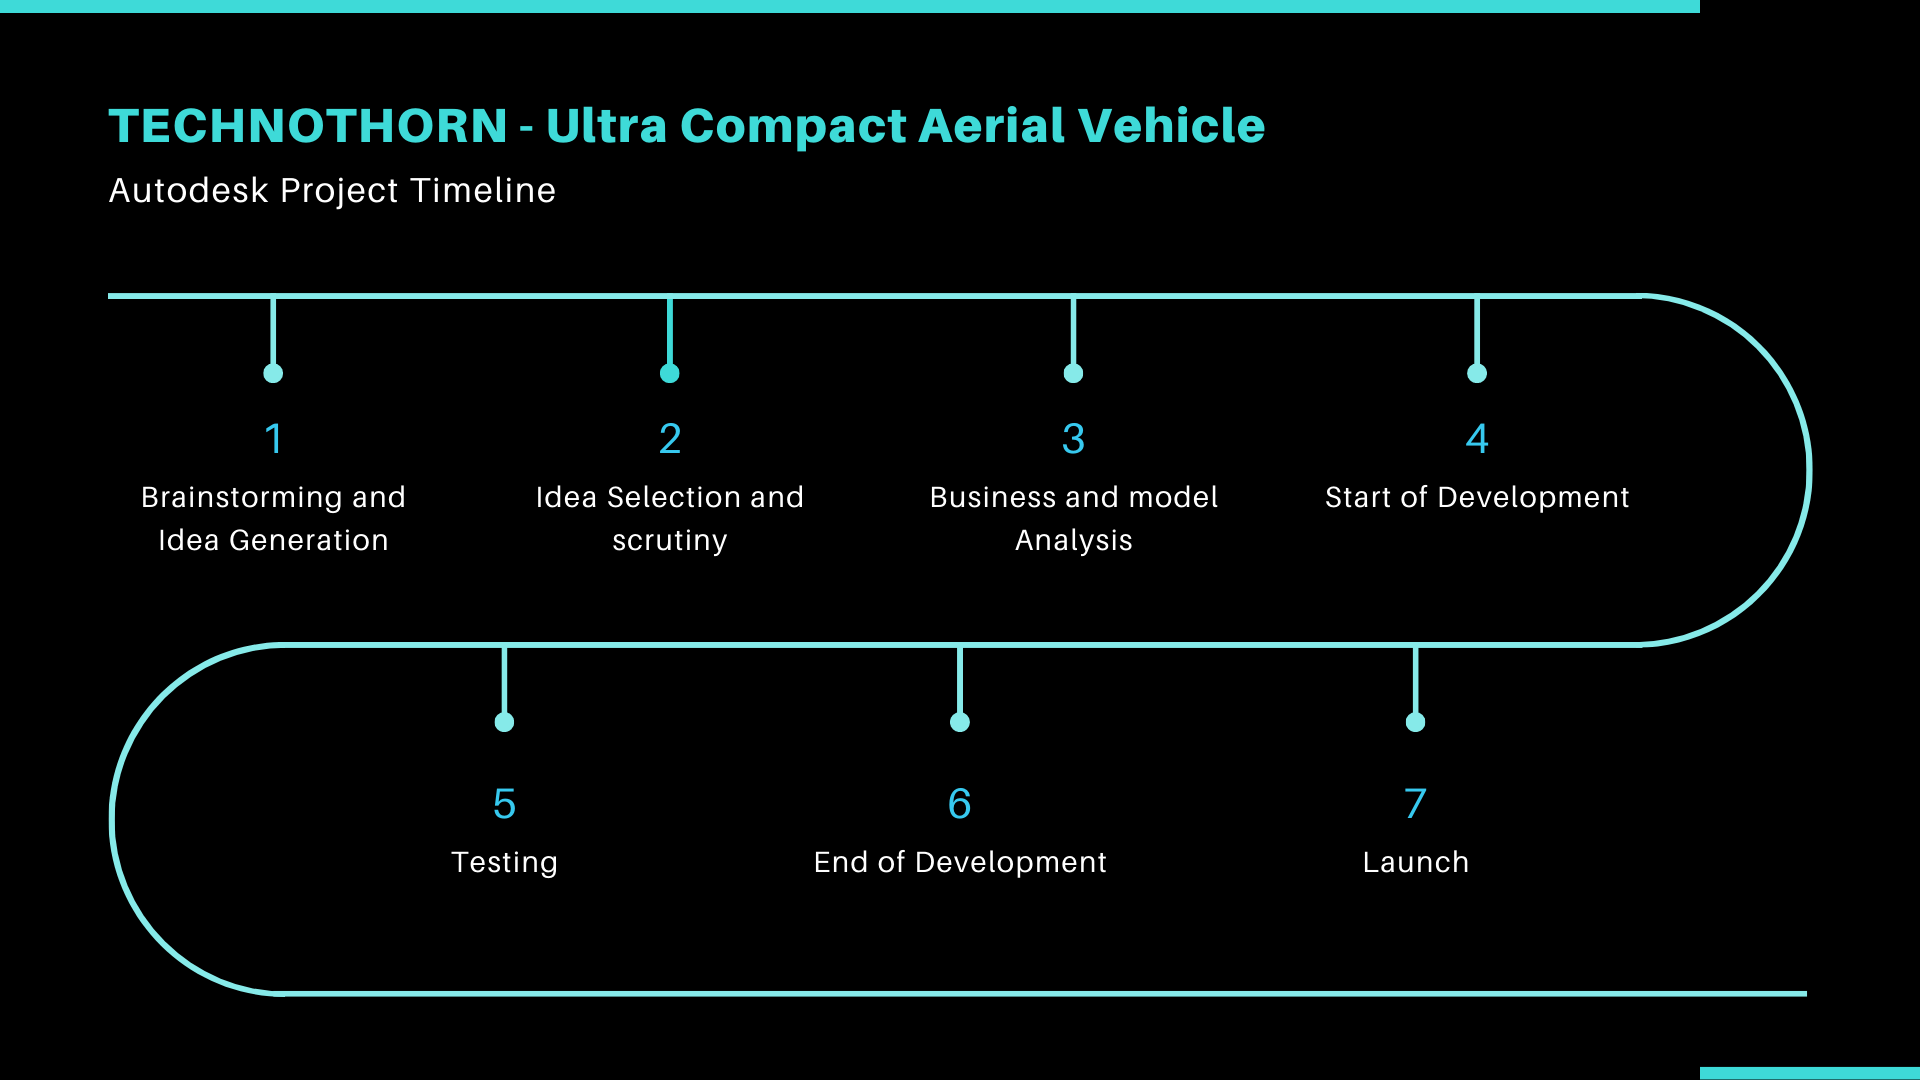 TECHNOTHORN - Ultra Compact Aerial Vehicle
Autodesk Project Timeline
1
Brainstorming and
Idea Generation
2
Idea Selection and
scrutiny
3
Business and model
Analysis
4
Start of Development
5
Testing
6
End of Development
7
Launch